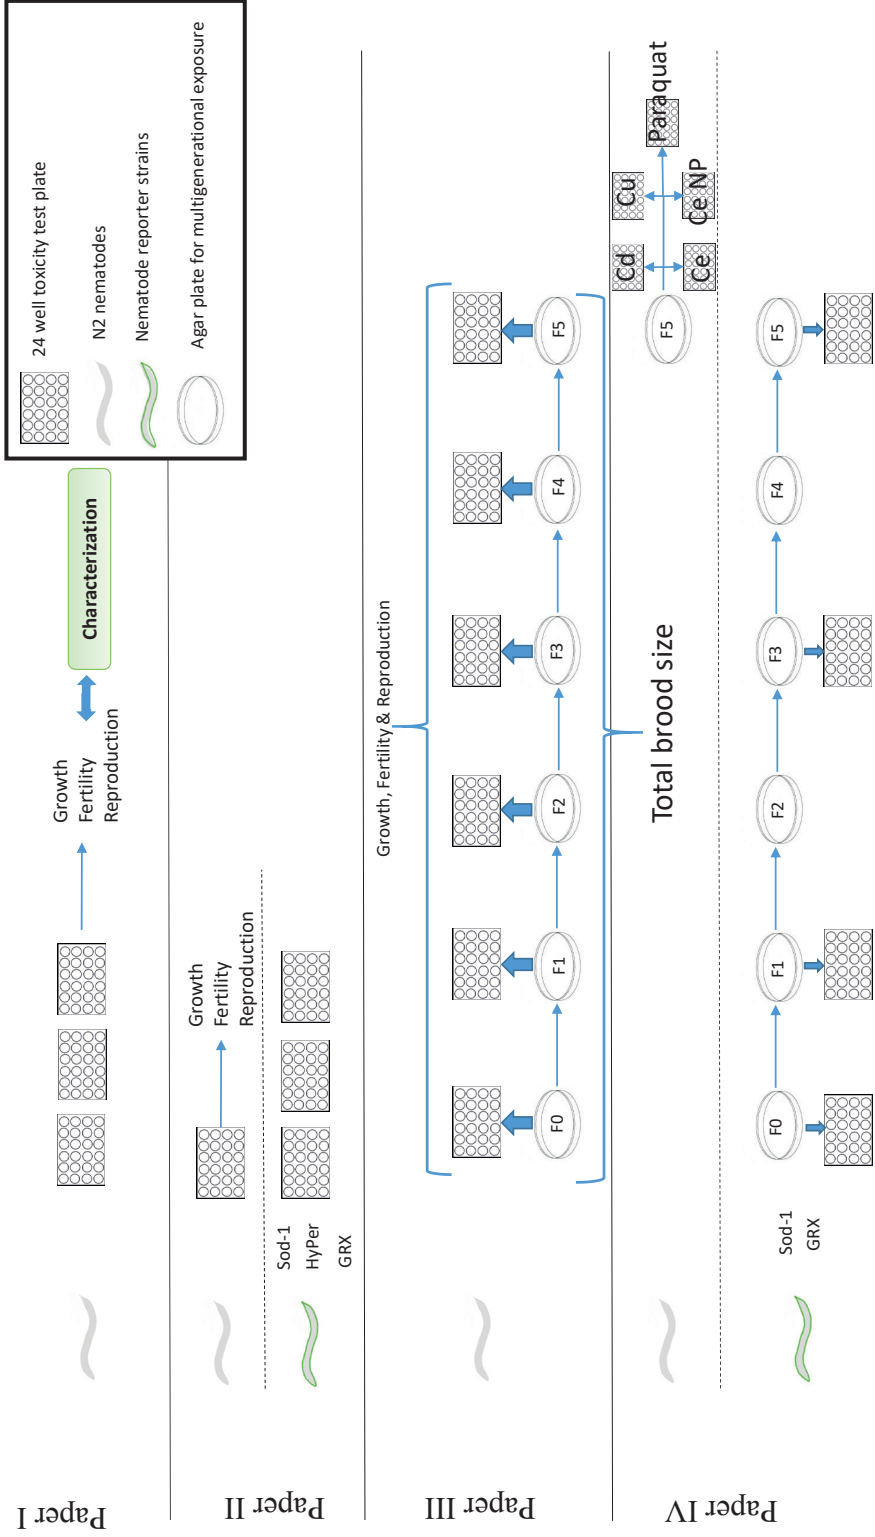 Paper I
Growth
Fertility
Reproduction
Characterization
24 well toxicity test plate
N2 nematodes
Nematode reporter strains
Agar plate for multigenerational exposure
Paper II
Growth
Fertility
Reproduction
Sod-1
HyPer
GRX
Paper III
Growth, Fertility & Reproduction
F0
F1
F2
F3
F4
F5
Total brood size
Paper IV
F5
Cd
Cu
Ce
Ce NP
Paraquat
Sod-1
GRX
F0
F1
F2
F3
F4
F5